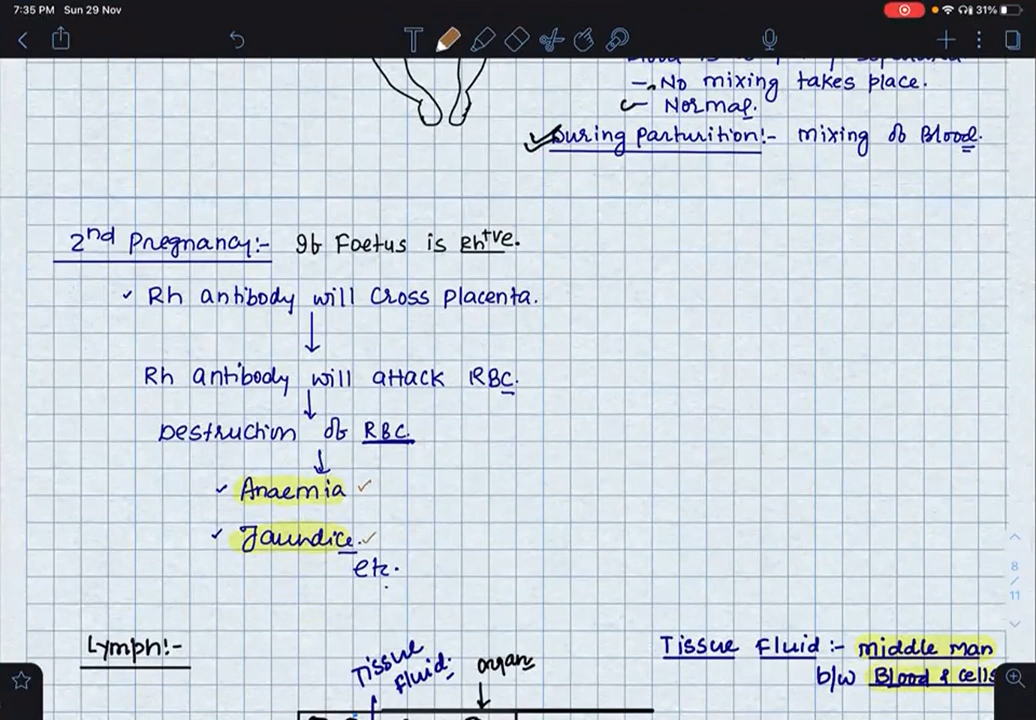 7:35 PM Sun 29 Nov
31%
-No mixing takes place.
Normal.
During Parturition!- mixing of Blood.
2nd Pregnancy:- If Foetus is Rh+ve.
Rh antibody will Cross Placenta.
Rh antibody will attack RBC.
Destruction of RBC
Anaemia
Jaundice.
etc.
8
/
11
Lymph!-
Tissue Fluid:
organ
Tissue Fluid :- middle man
b/w Blood & cells